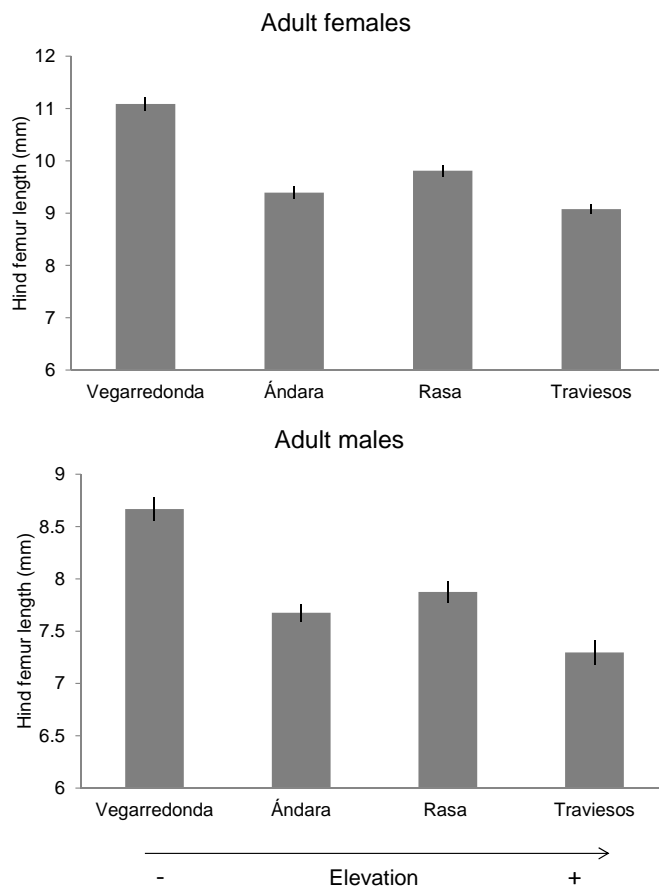 Adult females
Hind femur length (mm)
12
11
10
9
8
7
6
Vegarredonda Ándara Rasa Traviesos
Adult males
Hind femur length (mm)
9
8.5
8
7.5
7
6.5
6
Vegarredonda Ándara Rasa Traviesos
- Elevation +